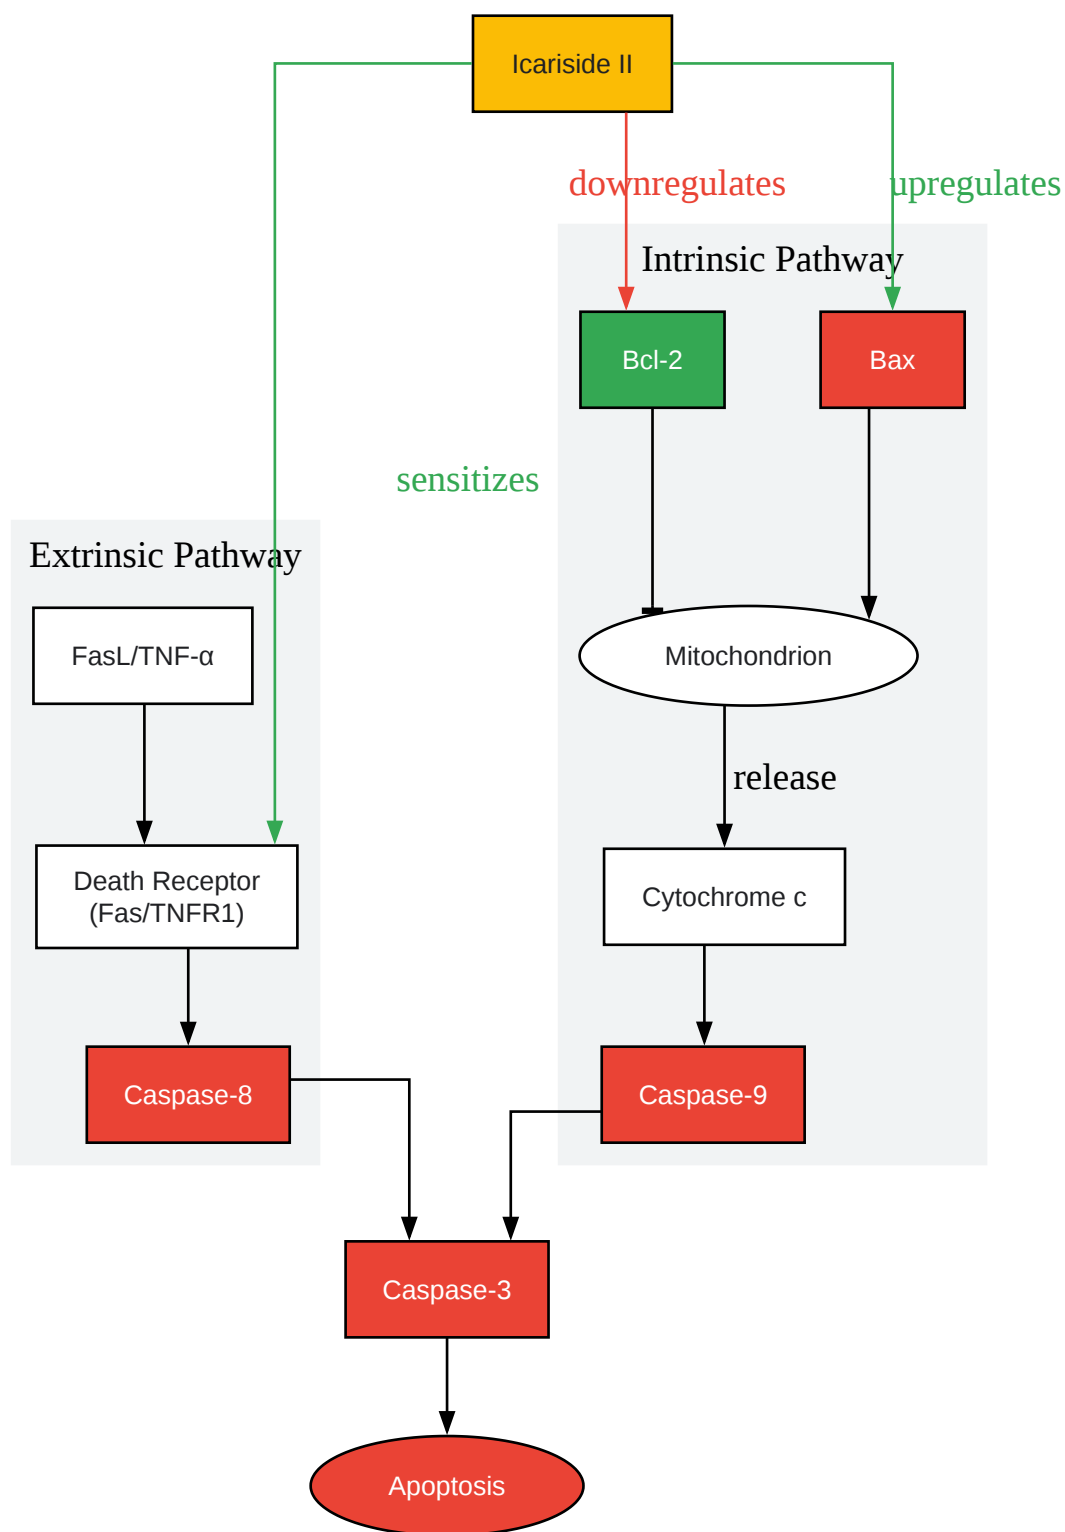 Icariside II
downregulates
upregulates
Intrinsic Pathway
Bcl-2
Bax
sensitizes
Extrinsic Pathway
FasL/TNF-α
Mitochondrion
release
Death Receptor
(Fas/TNFR1)
Cytochrome c
Caspase-8
Caspase-9
Caspase-3
Apoptosis